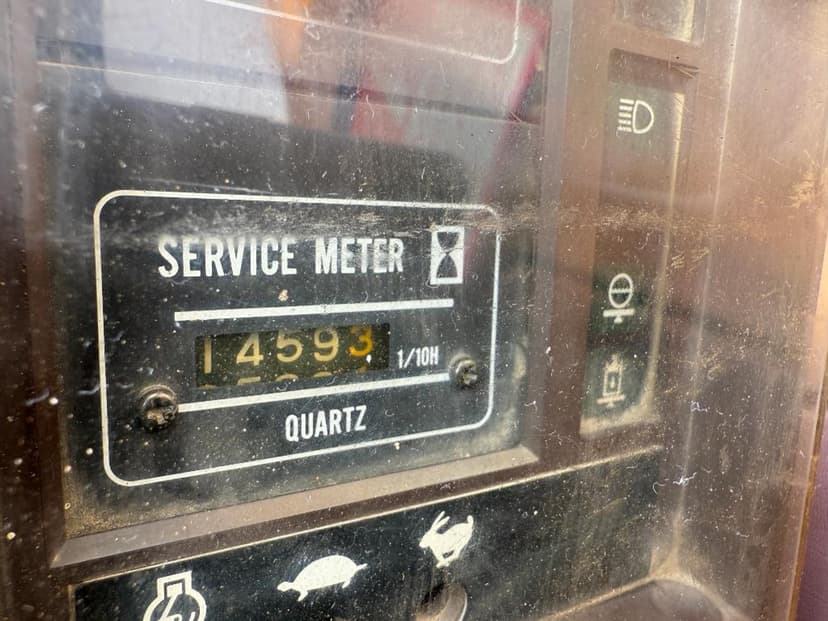 SERVICE METER
14593 1/10H
QUARTZ